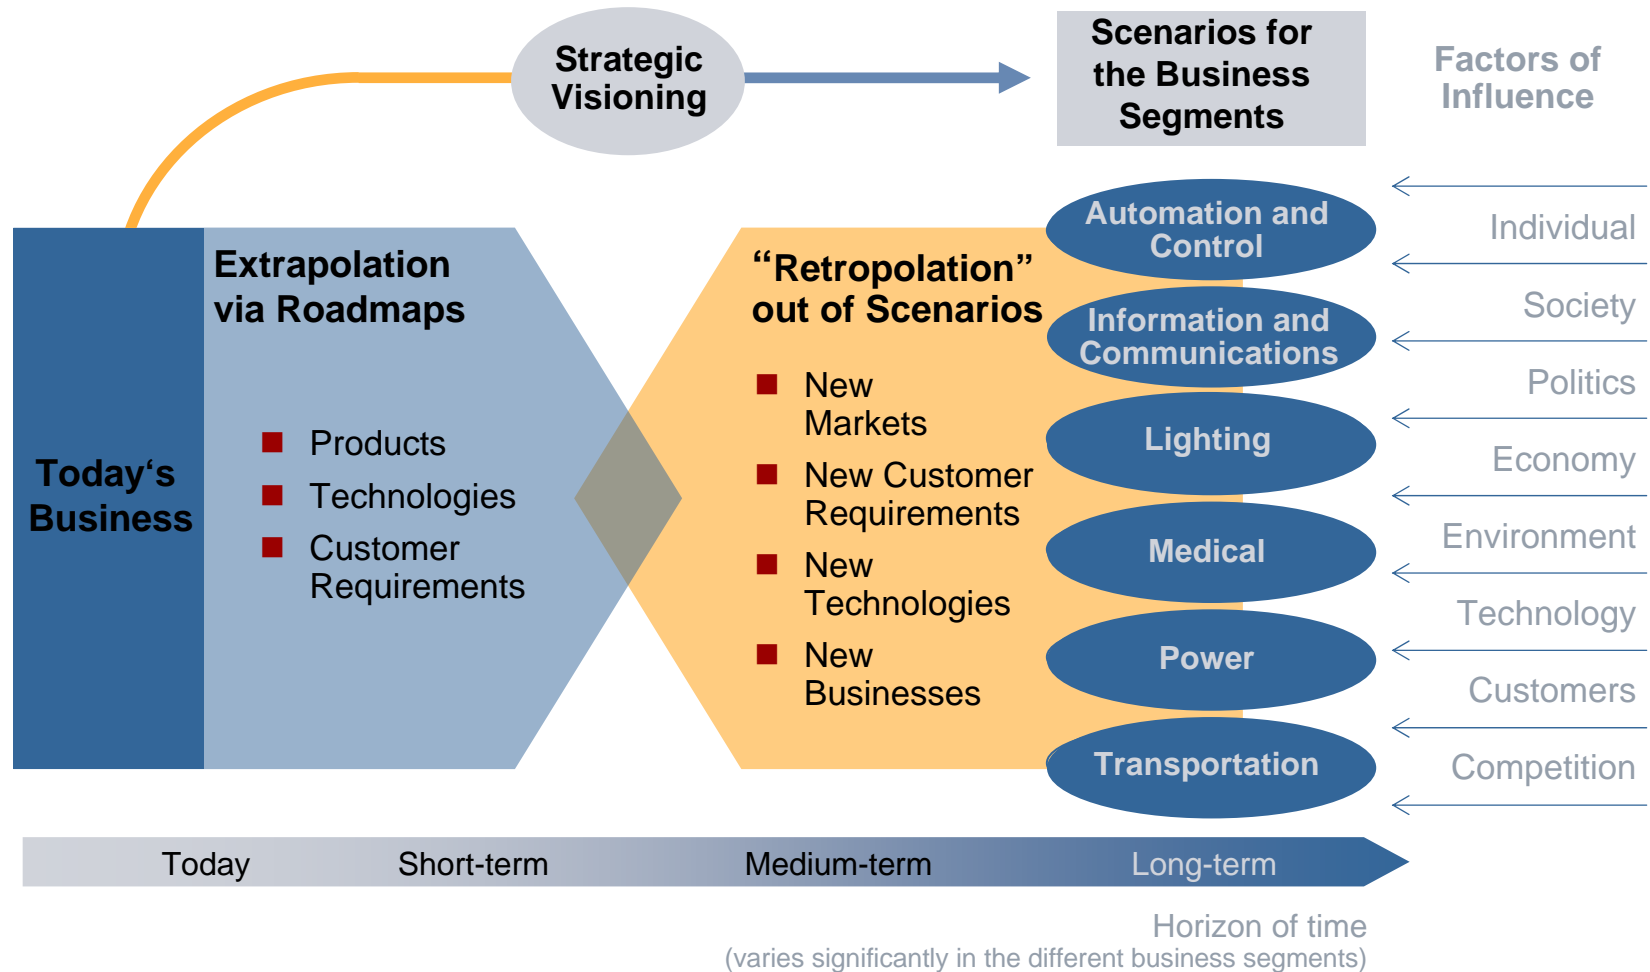 Strategic
Visioning
Scenarios for
the Business
Segments
Factors of
Influence
Today‘s
Business
Extrapolation
via Roadmaps
Products
Technologies
Customer
Requirements
“Retropolation”
out of Scenarios
New
Markets
New Customer
Requirements
New
Technologies
New
Businesses
Automation and
Control
Information and
Communications
Lighting
Medical
Power
Transportation
Individual
Society
Politics
Economy
Environment
Technology
Customers
Competition
Today
Short-term
Medium-term
Long-term
Horizon of time
(varies significantly in the different business segments)